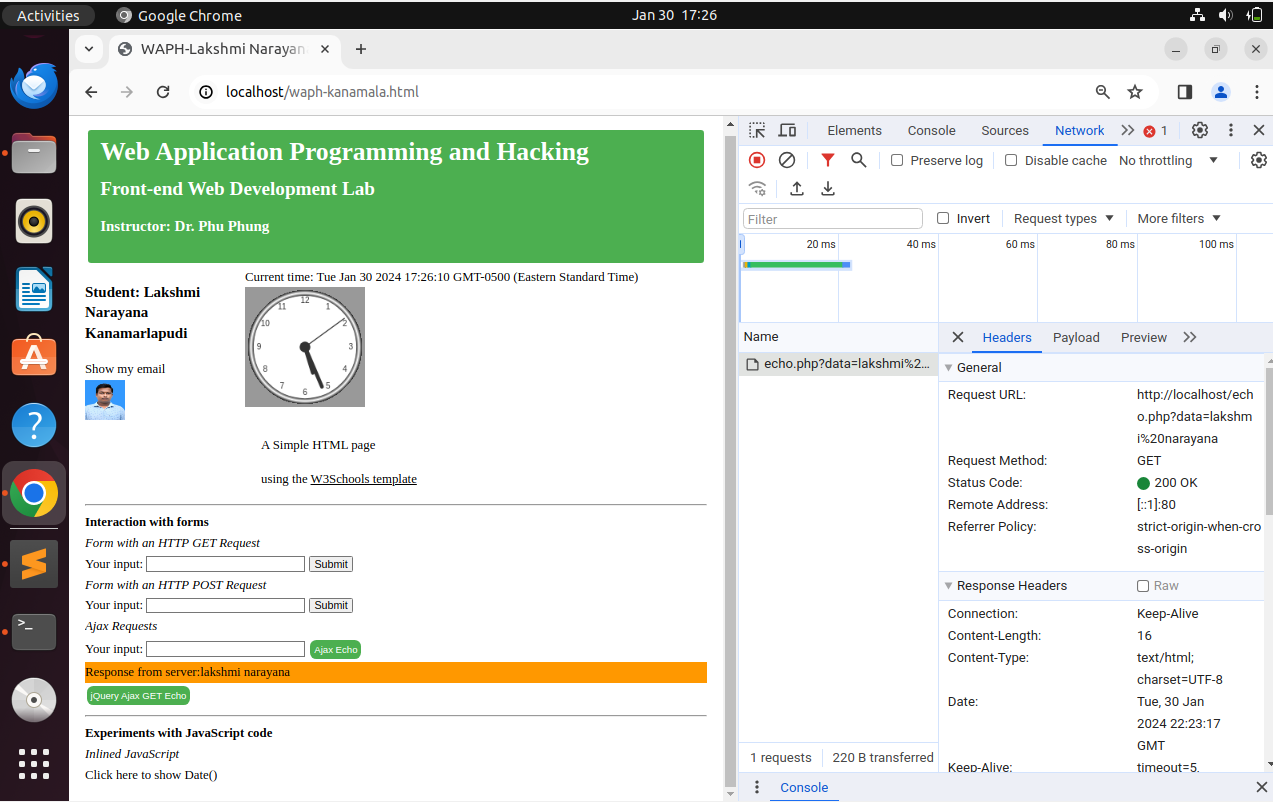 Activities
Google Chrome
Jan 30 17:26
WAPH-Lakshmi Narayan
localhost/waph-kanamala.html
Web Application Programming and Hacking
Front-end Web Development Lab
Instructor: Dr. Phu Phung
Student: Lakshmi
Narayana
Kanamarlapudi
Show my email
Current time: Tue Jan 30 2024 17:26:10 GMT-0500 (Eastern Standard Time)
12
1
2
3
4
5
6
7
8
9
10
11
A Simple HTML page
using the W3Schools template
Interaction with forms
Form with an HTTP GET Request
Your input: Submit
Form with an HTTP POST Request
Your input: Submit
Ajax Requests
Your input: Ajax Echo
Response from server:lakshmi narayana
jQuery Ajax GET Echo
Experiments with JavaScript code
Inlined JavaScript
Click here to show Date()
Elements Console Sources Network 1
Preserve log Disable cache No throttling
Filter Invert Request types More filters
20 ms 40 ms 60 ms 80 ms 100 ms
Name
echo.php?data=lakshmi%2...
Headers Payload Preview
General
Request URL: http://localhost/ech
o.php?data=lakshm
i%20narayana
Request Method: GET
Status Code: 200 OK
Remote Address: [::1]:80
Referrer Policy: strict-origin-when-cro
ss-origin
Response Headers Raw
Connection: Keep-Alive
Content-Length: 16
Content-Type: text/html;
charset=UTF-8
Date: Tue, 30 Jan
2024 22:23:17
GMT
Keep-Alive: timeout=5,
1 requests 220 B transferred
Console